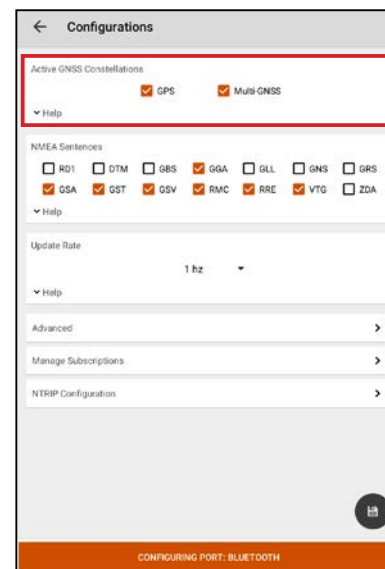 Configurations
Active GNSS Constellations
GPS Multi-GNSS
Help
NMEA Sentences
RD1 DTM GBS GGA GLL GNS GRS
GSA GST GSV RMC RRE VTG ZDA
Help
Update Rate
1 hz
Help
Advanced
Manage Subscriptions
NTRIP Configuration
CONFIGURING PORT: BLUETOOTH